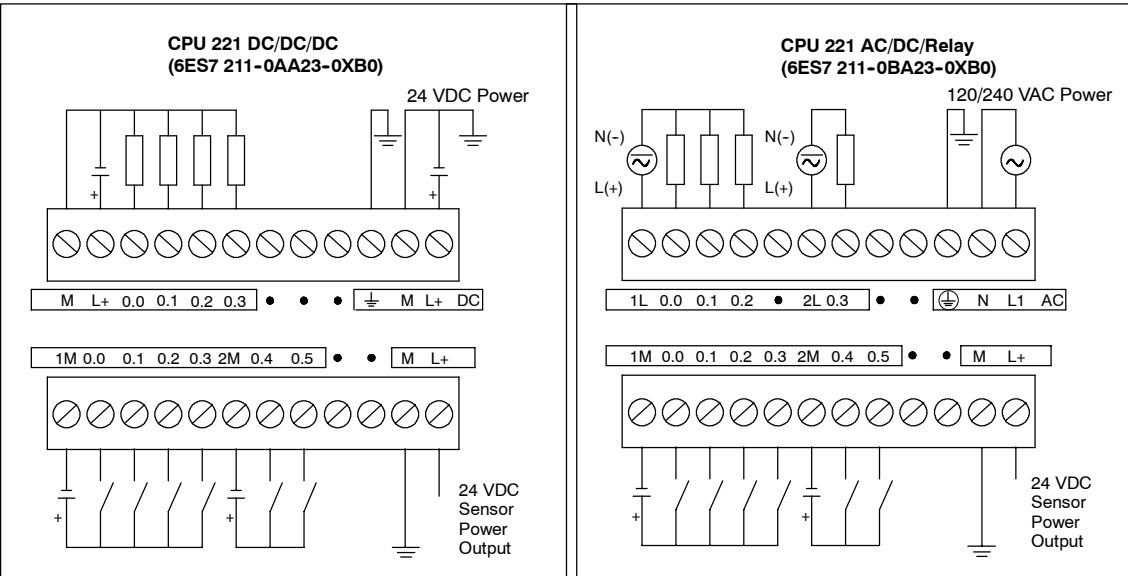 CPU 221 DC/DC/DC
(6ES7 211-0AA23-0XB0)
24 VDC Power
+
+
M L+ 0.0 0.1 0.2 0.3 M L+ DC
1M 0.0 0.1 0.2 0.3 2M 0.4 0.5 M L+
+
+
24 VDC
Sensor
Power
Output
CPU 221 AC/DC/Relay
(6ES7 211-0BA23-0XB0)
120/240 VAC Power
N(-)
L(+)
N(-)
L(+)
1L 0.0 0.1 0.2 2L 0.3 N L1 AC
1M 0.0 0.1 0.2 0.3 2M 0.4 0.5 M L+
+
+
24 VDC
Sensor
Power
Output